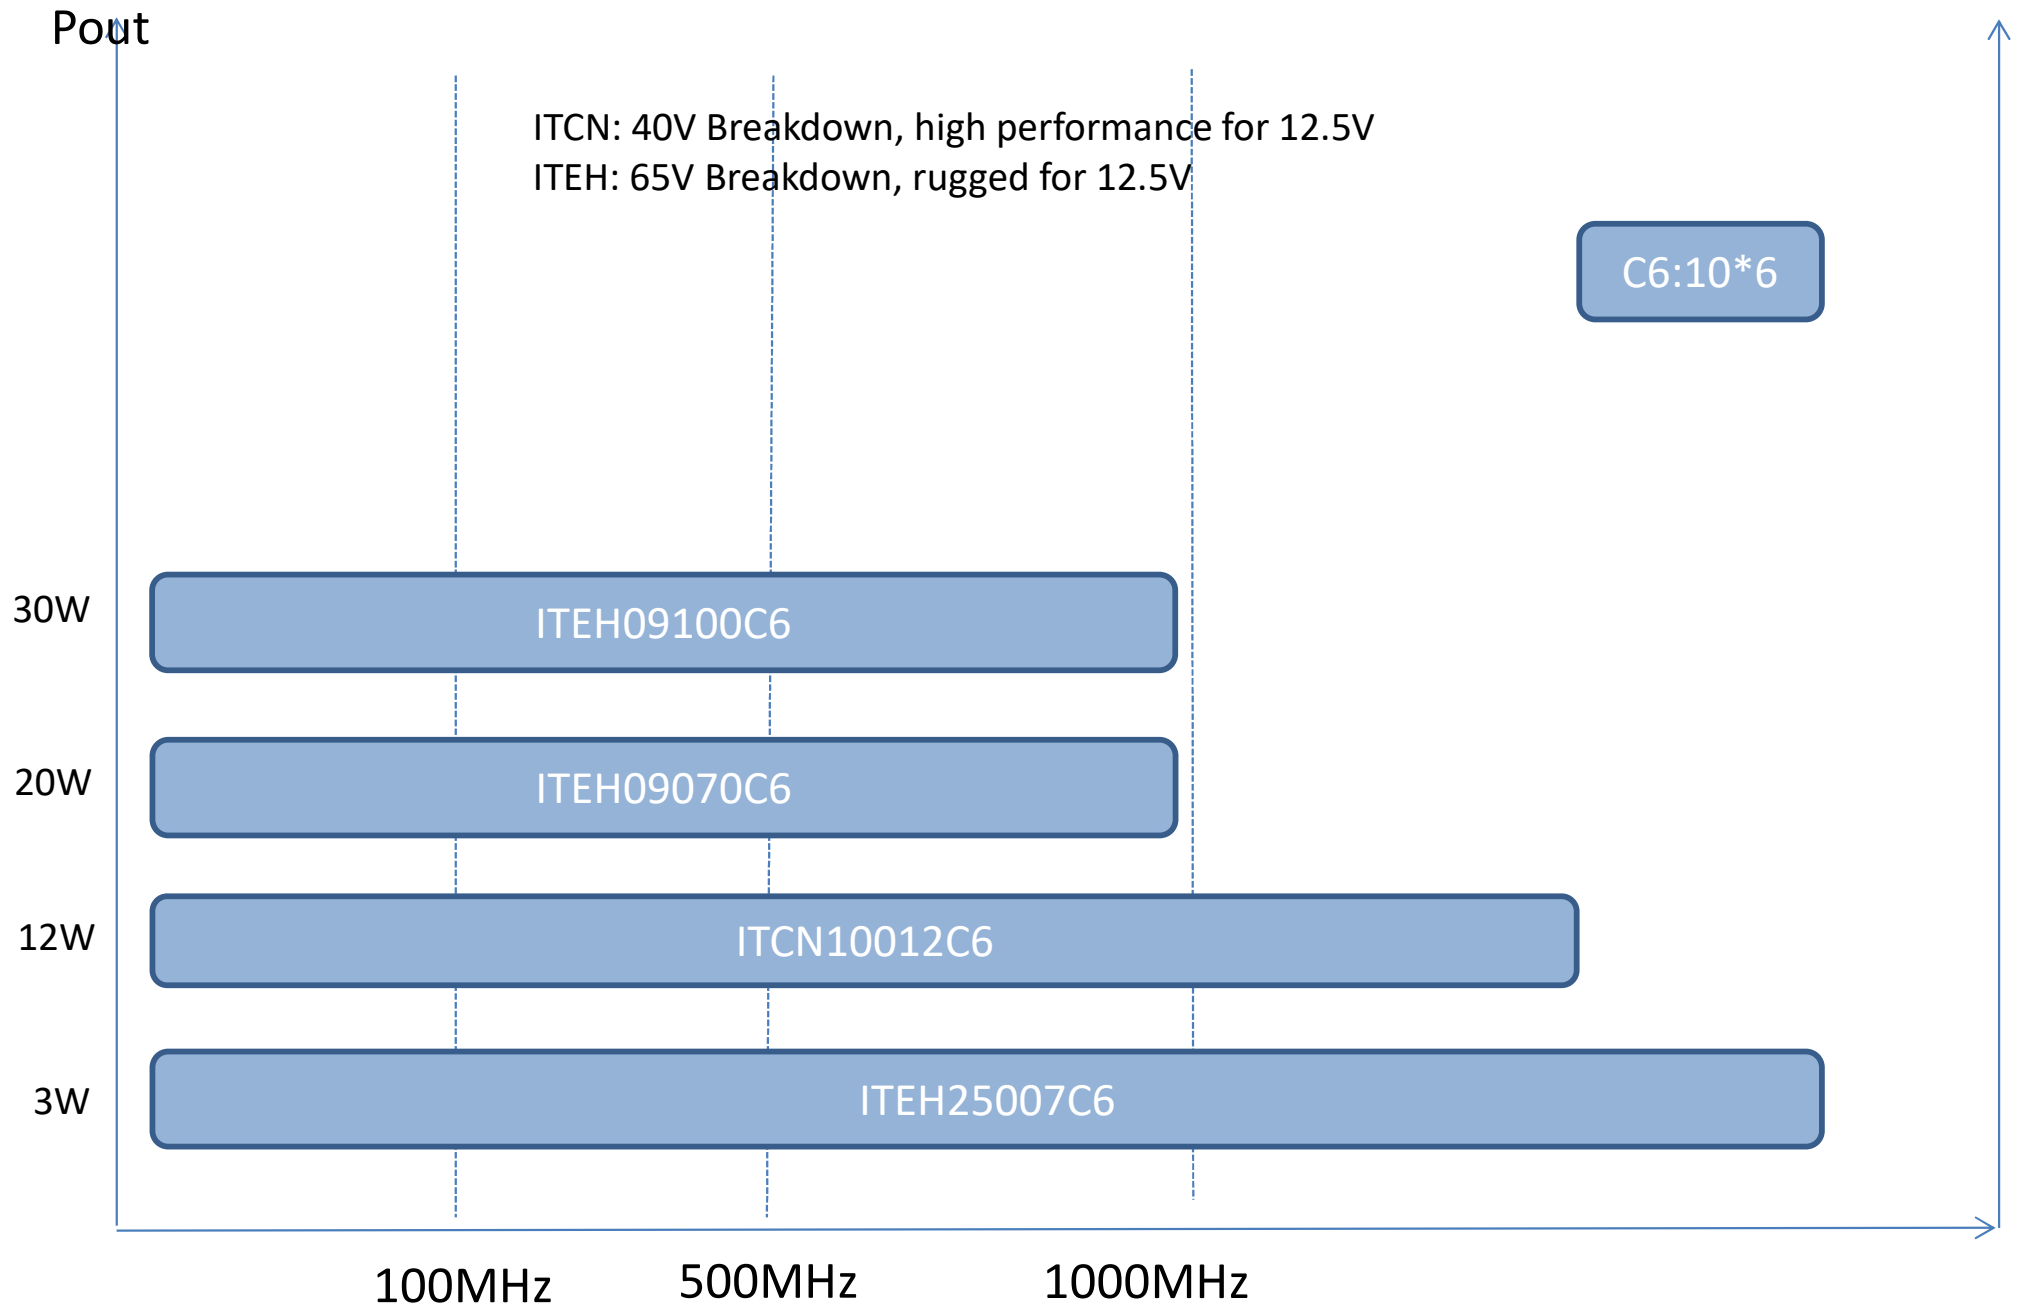 Pout
ITCN: 40V Breakdown, high performance for 12.5V
ITEH: 65V Breakdown, rugged for 12.5V
C6:10*6
30W
ITEH09100C6
20W
ITEH09070C6
12W
ITCN10012C6
3W
ITEH25007C6
100MHz
500MHz
1000MHz